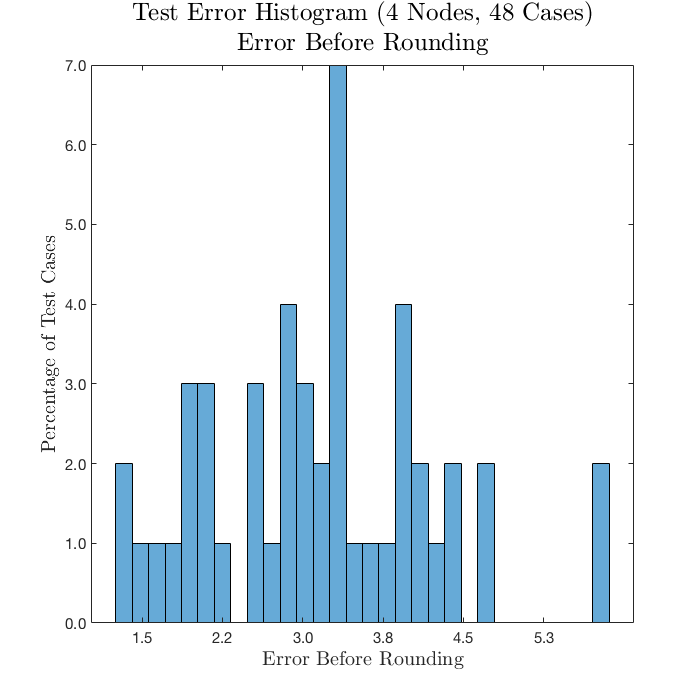 Test Error Histogram (4 Nodes, 48 Cases)
Error Before Rounding
7.0
6.0
5.0
4.0
3.0
2.0
1.0
0.0
Percentage of Test Cases
1.5 2.2 3.0 3.8 4.5 5.3
Error Before Rounding